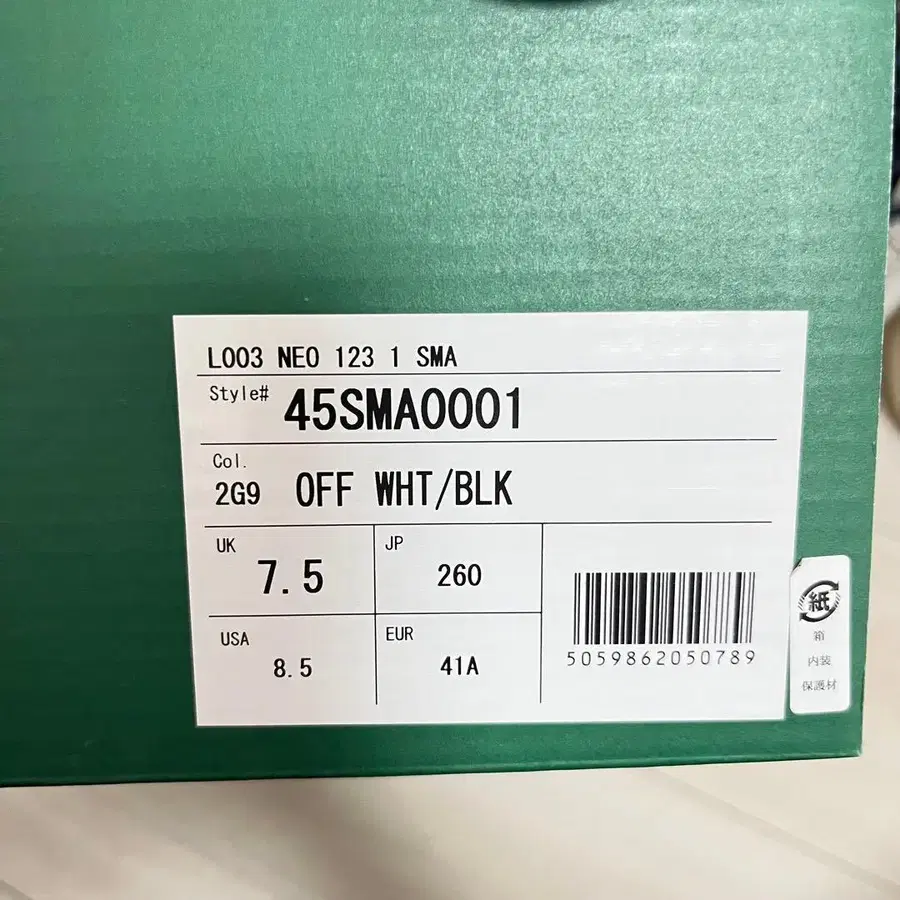 L003 NEO 123 1 SMA
Style# 45SMA0001
Col.
2G9 OFF WHT/BLK
UK 7.5
JP 260
USA 8.5
EUR 41A
5059862050789
紙
箱
内装
保護材